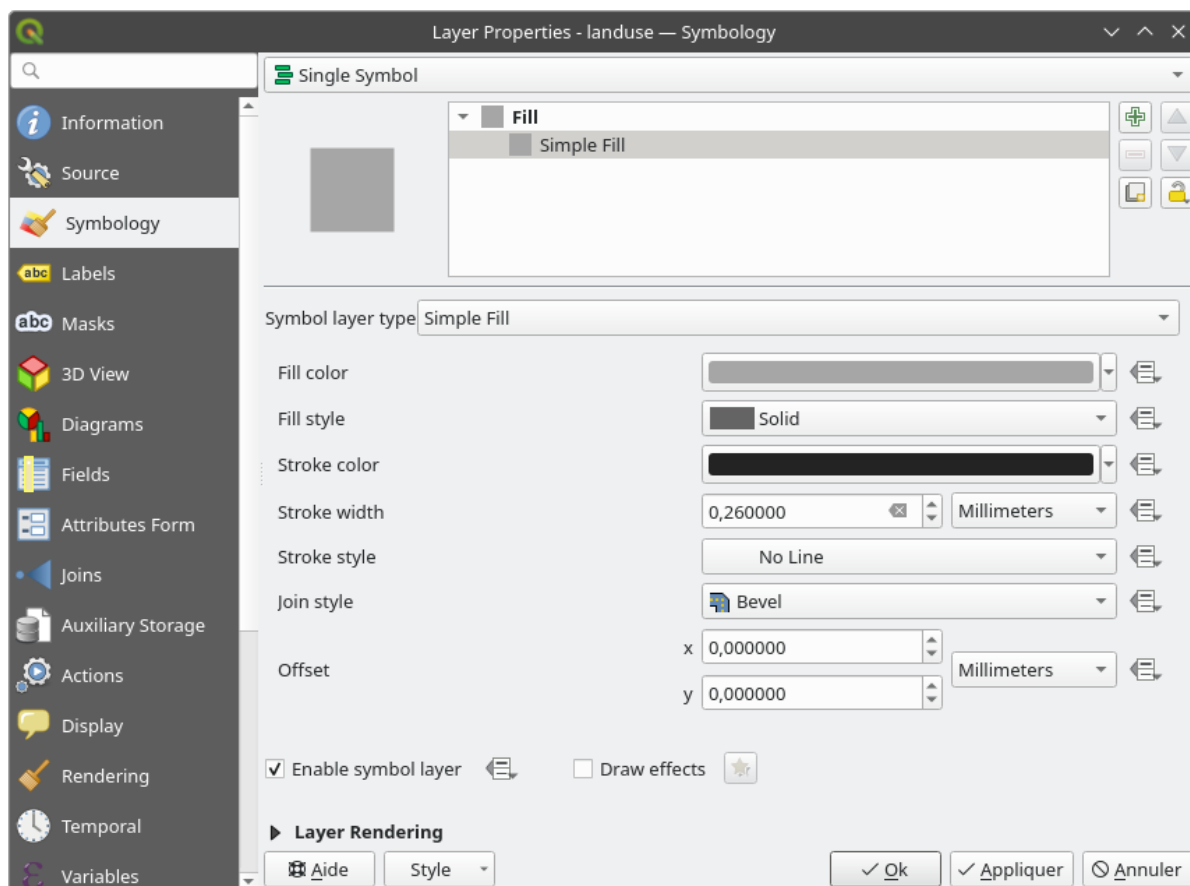 Layer Properties - landuse — Symbology
Single Symbol
Information
Source
Symbology
abc Labels
abc Masks
3D View
Diagrams
Fields
Attributes Form
Joins
Auxiliary Storage
Actions
Display
Rendering
Temporal
Variables
Fill
Simple Fill
Symbol layer type Simple Fill
Fill color
Fill style Solid
Stroke color
Stroke width 0,260000 Millimeters
Stroke style No Line
Join style Bevel
Offset x 0,000000 Millimeters
y 0,000000
Enable symbol layer Draw effects
Layer Rendering
Aide Style Ok Appliquer Annuler